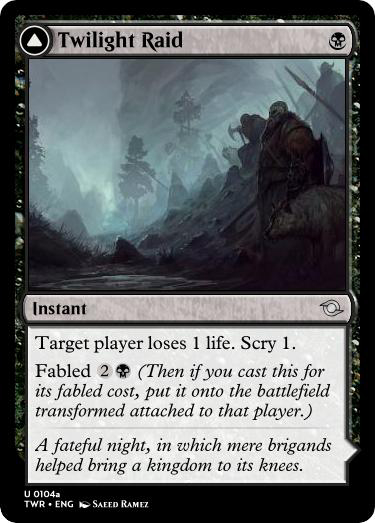 Twilight Raid
Instant
Target player loses 1 life. Scry 1.
Fabled 2 (Then if you cast this for
its fabled cost, put it onto the battlefield
transformed attached to that player.)
A fateful night, in which mere brigands
helped bring a kingdom to its knees.
U 0104a
TWR • ENG Saeed Ramez